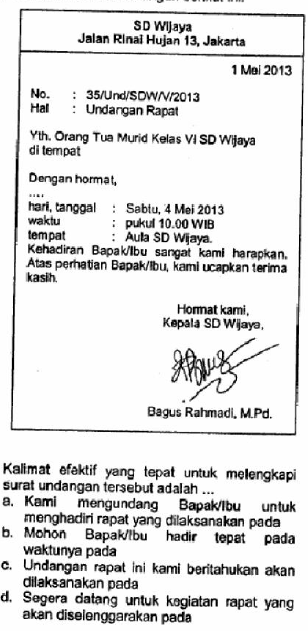 SD Wijaya
Jalan Rinai Hujan 13, Jakarta
1 Mei 2013
No. : 35/Und/SDW/V/2013
Hal : Undangan Rapat
Yth. Orang Tua Murid Kelas VI SD Wijaya
di tempat
Dengan hormat,
....
hari, tanggal : Sabtu, 4 Mei 2013
waktu : pukul 10.00 WIB
tempat : Aula SD Wijaya.
Kehadiran Bapak/Ibu sangat kami harapkan.
Atas perhatian Bapak/Ibu, kami ucapkan terima
kasih.
Hormat kami,
Kepala SD Wijaya,
Bagus Rahmadi, M.Pd.
Kalimat efektif yang tepat untuk melengkapi
surat undangan tersebut adalah ...
a. Kami mengundang Bapak/Ibu untuk
menghadiri rapat yang dilaksanakan pada
b. Mohon Bapak/Ibu hadir tepat pada
waktunya pada
c. Undangan rapat ini kami beritahukan akan
dilaksanakan pada
d. Segera datang untuk kegiatan rapat yang
akan diselenggarakan pada